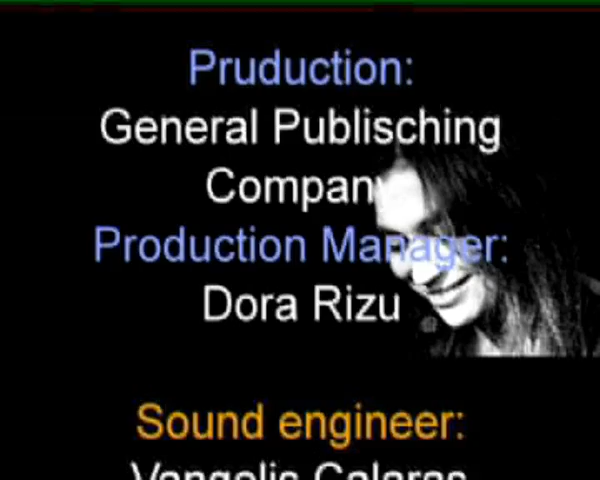 Pruduction:
General Publisching
Company
Production Manager:
Dora Rizu
Sound engineer: